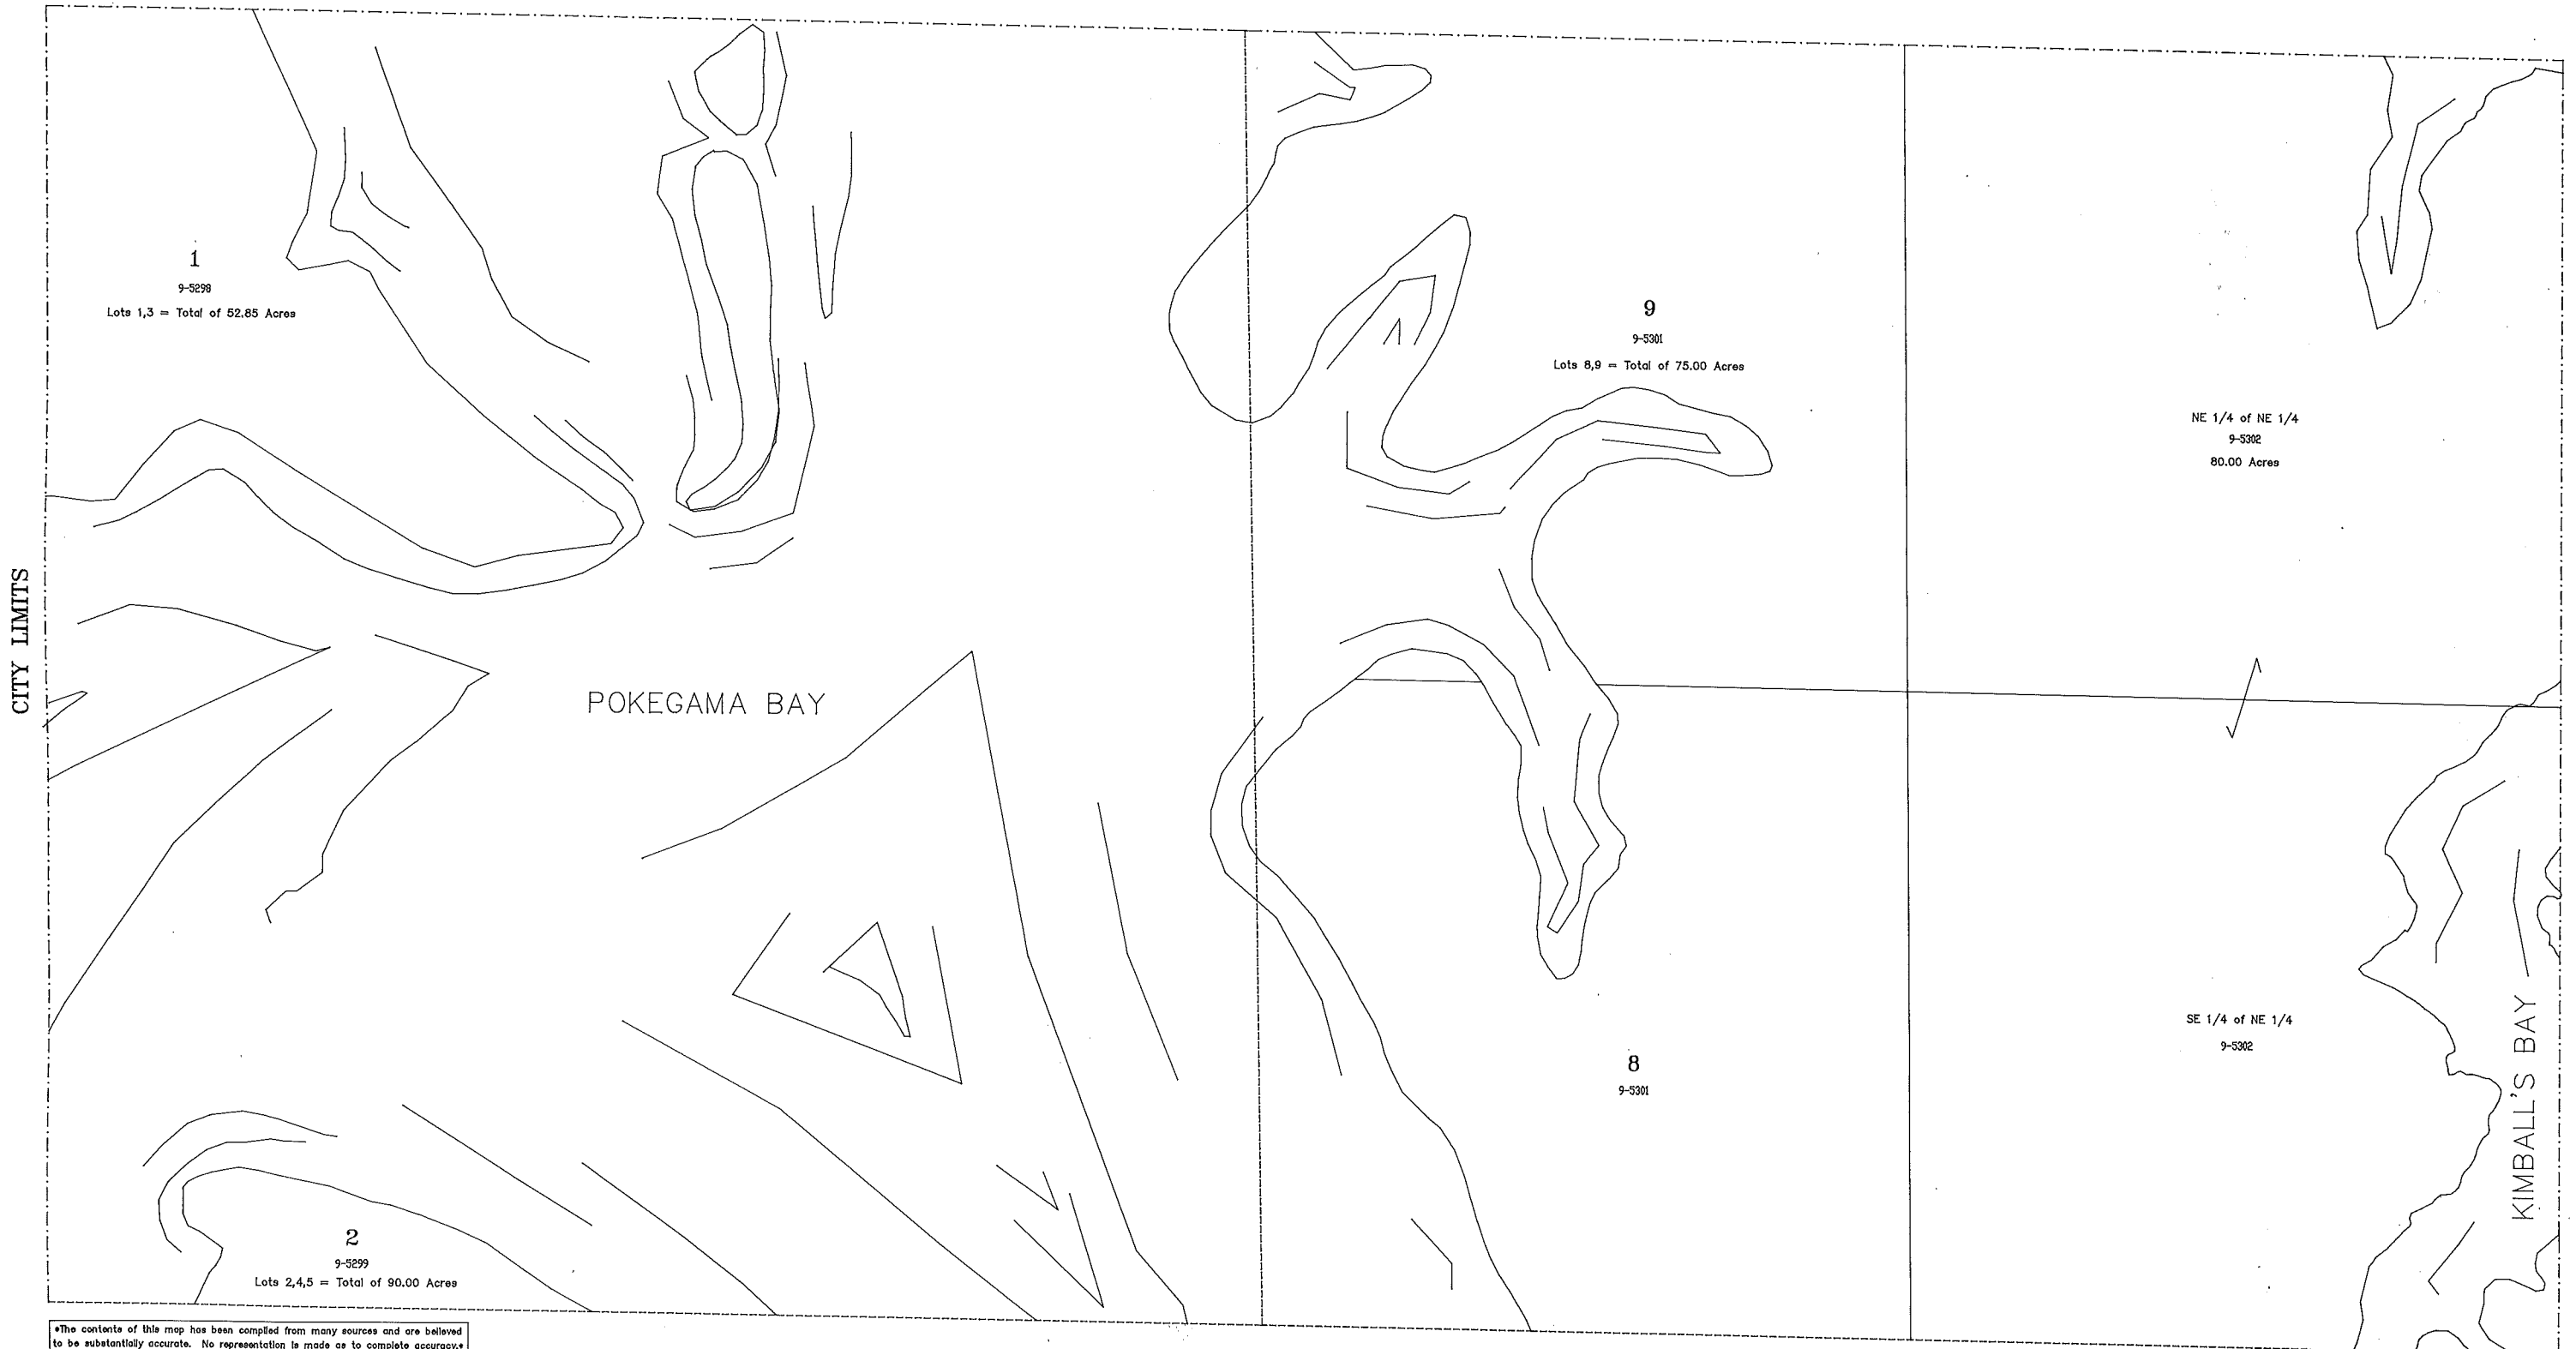 CITY LIMITS
1
9-5298
Lots 1,3 = Total of 52.85 Acres
9
9-5301
Lots 8,9 = Total of 75.00 Acres
NE 1/4 of NE 1/4
9-5302
80.00 Acres
POKEGAMA BAY
8
9-5301
SE 1/4 of NE 1/4
9-5302
KIMBALL'S BAY
2
9-5299
Lots 2,4,5 = Total of 90.00 Acres
*The contents of this map has been compiled from many sources and are believed
to be substantially accurate. No representation is made as to complete accuracy.*